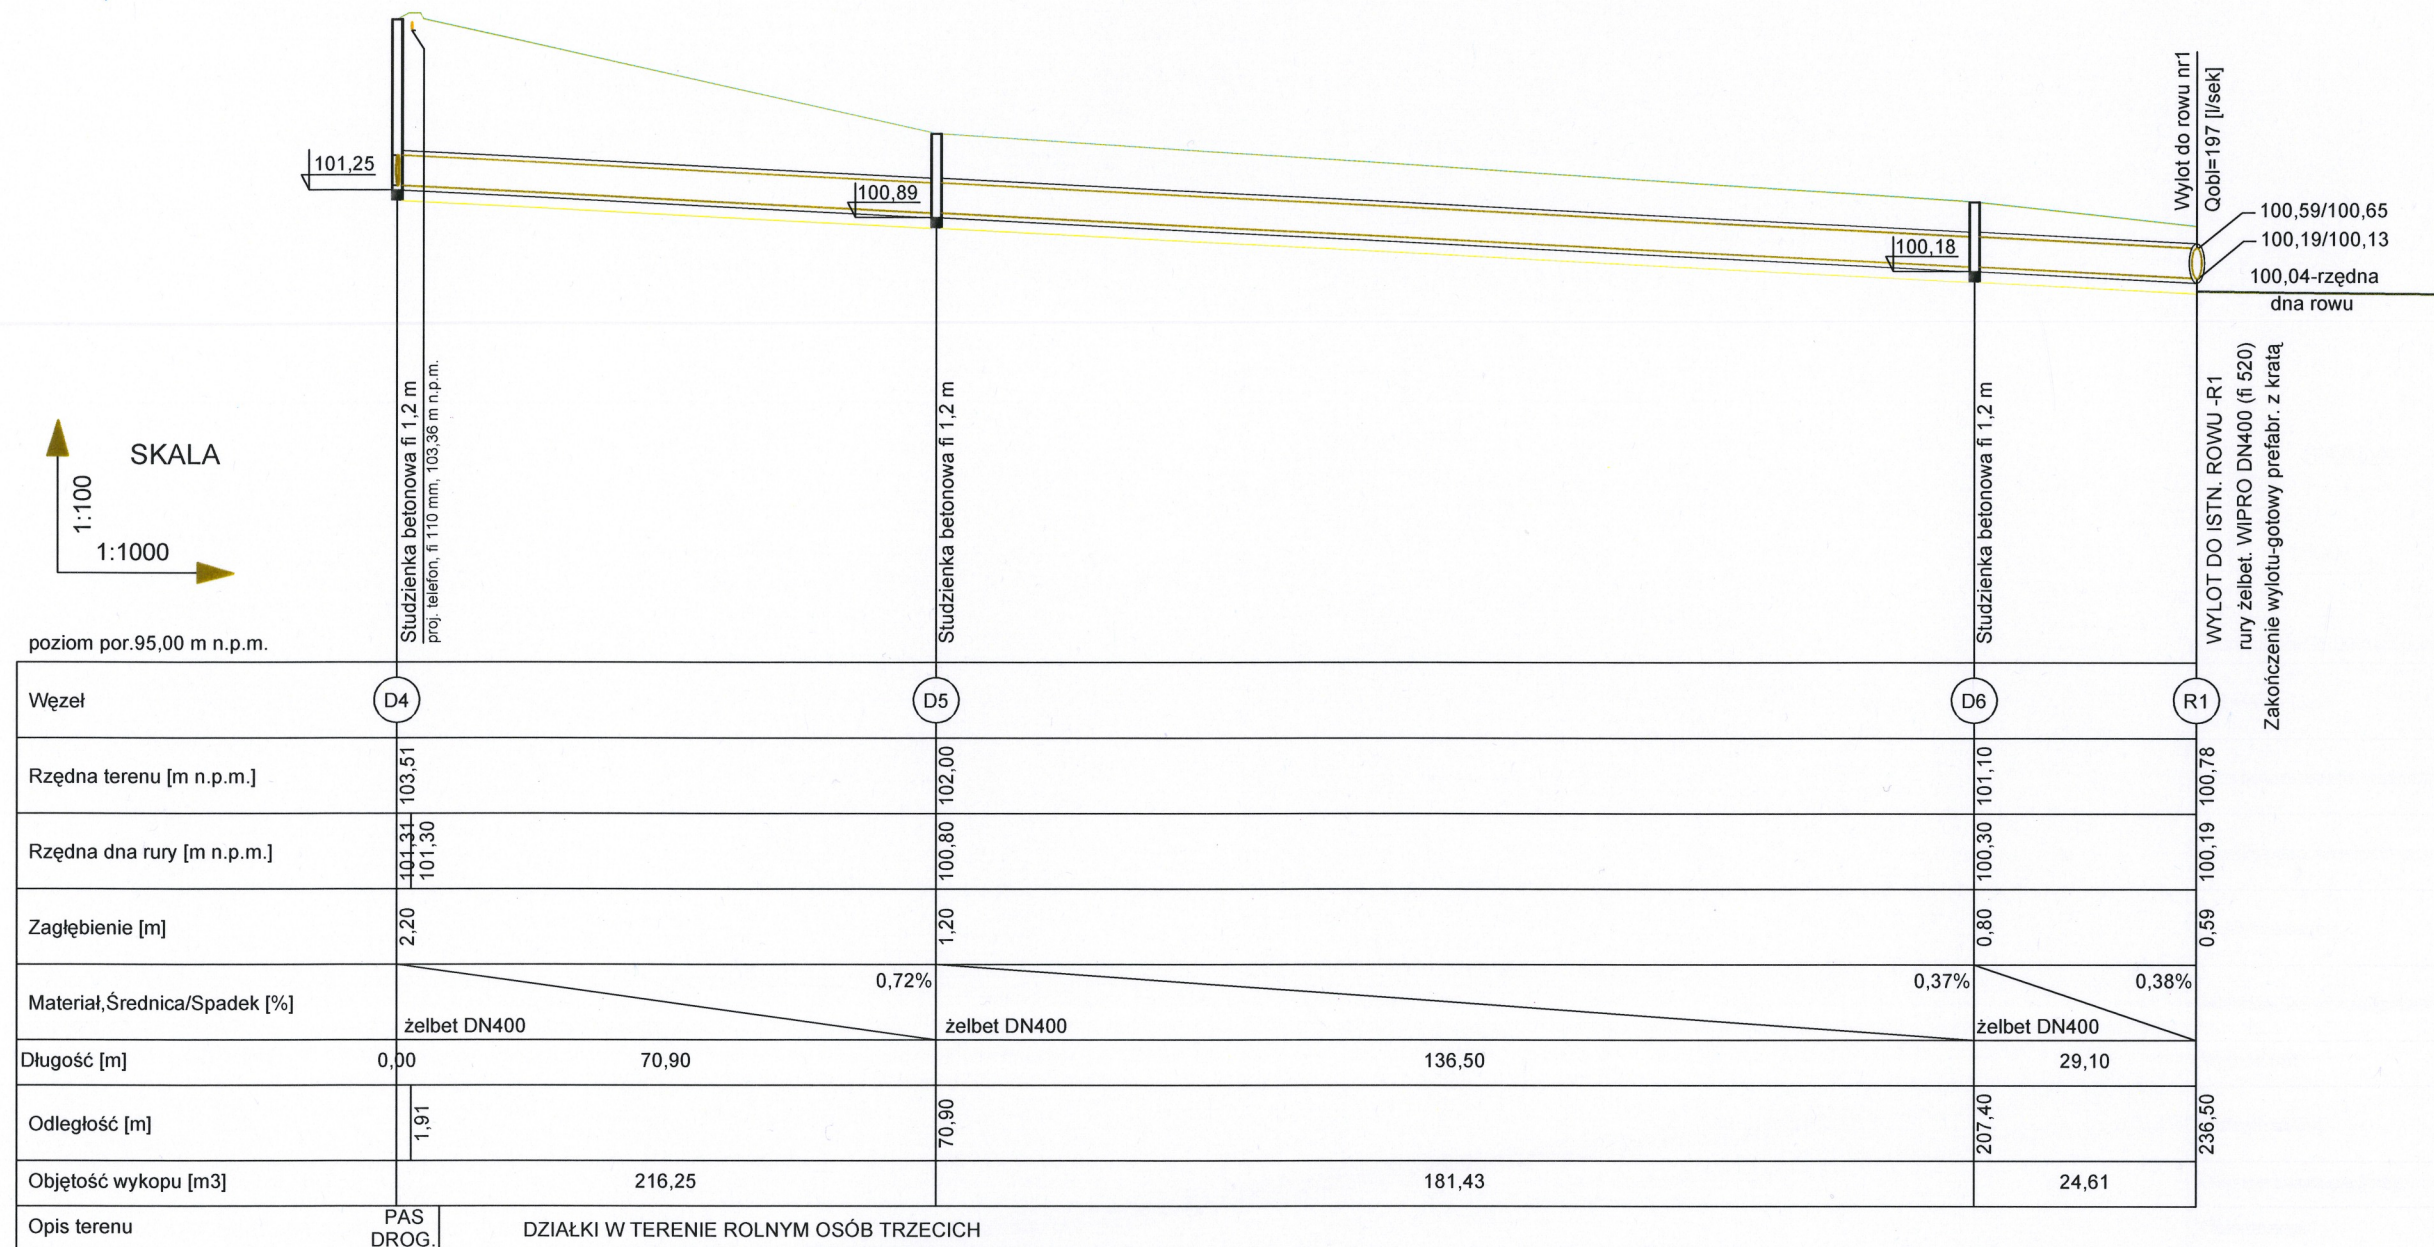 Wylot do rowu nr1
Qobl=197 [l/sek]
101,25
100,89
100,18
100,59/100,65
100,19/100,13
100,04-rzędna
dna rowu
SKALA
1:100
1:1000
Studzienka betonowa fi 1,2 m
proj. telefon, fi 110 mm, 103,36 m n.p.m.
Studzienka betonowa fi 1,2 m
Studzienka betonowa fi 1,2 m
WYLOT DO ISTN. ROWU -R1
rury żelbet. WIPRO DN400 (fi 520)
Zakończenie wylotu-gotowy prefabr. z kratą
poziom por.95,00 m n.p.m.
Węzeł D4 D5 D6 R1
Rzędna terenu [m n.p.m.] 103,51 102,00 101,10 100,78
Rzędna dna rury [m n.p.m.] 101,31 101,30 100,80 100,30 100,19
Zagłębienie [m] 2,20 1,20 0,80 0,59
Materiał,Średnica/Spadek [%] żelbet DN400 0,72% żelbet DN400 0,37% żelbet DN400 0,38%
Długość [m] 0,00 70,90 136,50 29,10
Odległość [m] 1,91 70,90 207,40 236,50
Objętość wykopu [m3] 216,25 181,43 24,61
Opis terenu
PAS
DROG.
DZIAŁKI W TERENIE ROLNYM OSÓB TRZECICH